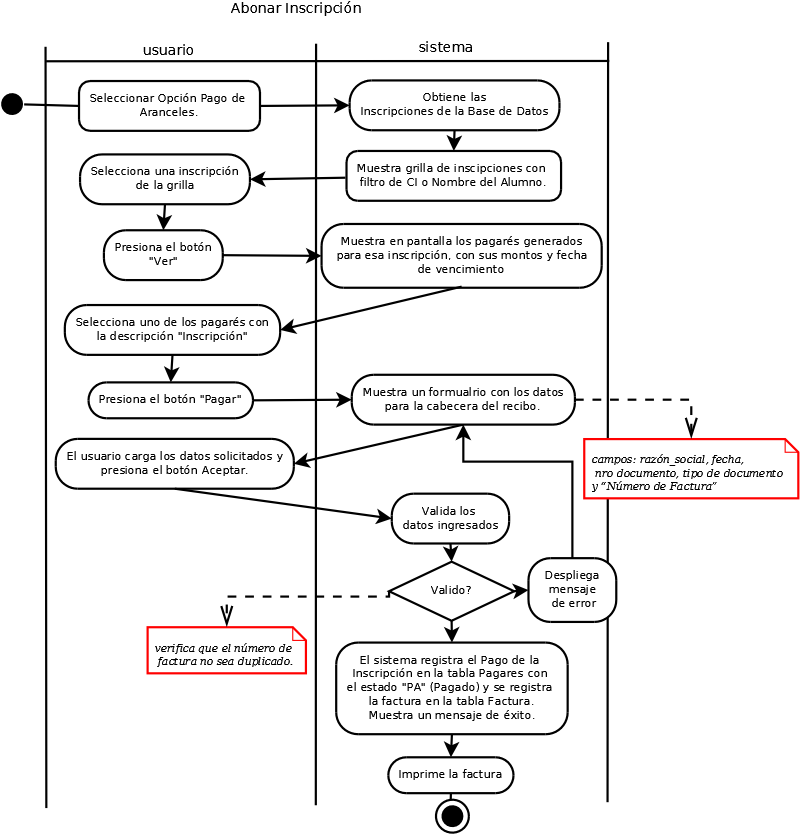 Abonar Inscripción
usuario
sistema
Seleccionar Opción Pago de
Aranceles.
Obtiene las
Inscripciones de la Base de Datos
Muestra grilla de inscipciones con
filtro de CI o Nombre del Alumno.
Selecciona una inscripción
de la grilla
Presiona el botón
"Ver"
Muestra en pantalla los pagarés generados
para esa inscripción, con sus montos y fecha
de vencimiento
Selecciona uno de los pagarés con
la descripción "Inscripción"
Presiona el botón "Pagar"
Muestra un formualrio con los datos
para la cabecera del recibo.
campos: razón_social, fecha,
nro documento, tipo de documento
y “Número de Factura”
El usuario carga los datos solicitados y
presiona el botón Aceptar.
Valida los
datos ingresados
Valido?
Despliega
mensaje
de error
verifica que el número de
factura no sea duplicado.
El sistema registra el Pago de la
Inscripción en la tabla Pagares con
el estado "PA" (Pagado) y se registra
la factura en la tabla Factura.
Muestra un mensaje de éxito.
Imprime la factura